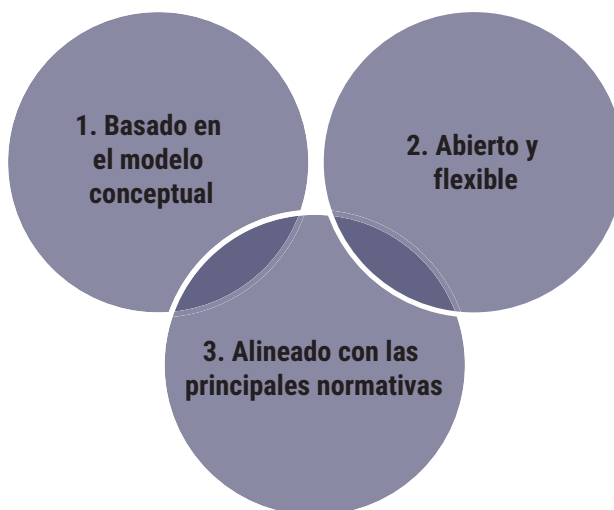 1. Basado en
el modelo
conceptual
2. Abierto y
flexible
3. Alineado con las
principales normativas